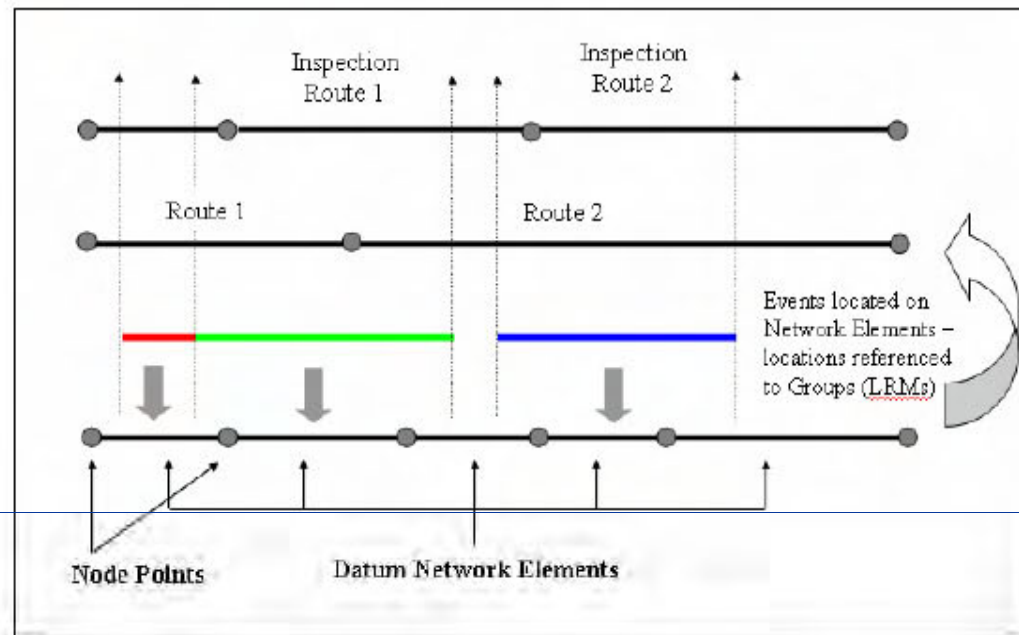 Inspection
Route 1
Inspection
Route 2
Route 1
Route 2
Events located on
Network Elements –
locations referenced
to Groups (LRMs)
Node Points
Datum Network Elements